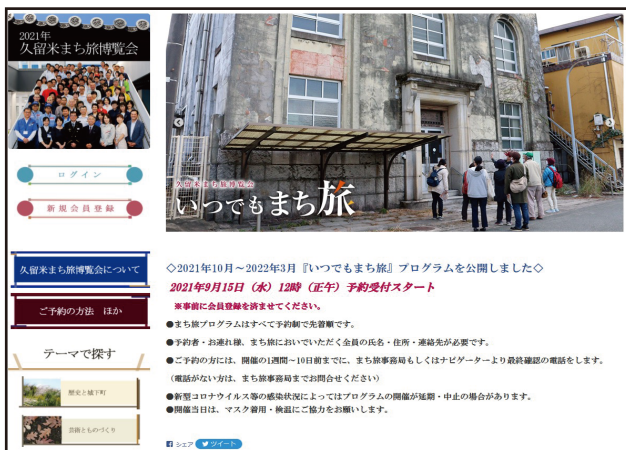 2021年
久留米まち旅博覧会
ログイン
新規会員登録
久留米まち旅博覧会について
ご予約の方法 ほか
テーマで探す
歴史と城下町
芸術とものづくり
久留米まち旅博覧会
いつでもまち旅
◇2021年10月～2022年3月『いつでもまち旅』プログラムを公開しました◇
2021年9月15日（水）12時（正午）予約受付スタート
※事前に会員登録を済ませてください。
●まち旅プログラムはすべて予約制で先着順です。
●予約者・お連れ様、まち旅においでいただく全員の氏名・住所・連絡先が必要です。
●ご予約の方には、開催の1週間～10日前までに、まち旅事務局もしくはナビゲーターより最終確認の電話をします。
（電話がない方は、まち旅事務局までお問合せください）
●新型コロナウイルス等の感染状況によってはプログラムの開催が延期・中止の場合があります。
●開催当日は、マスク着用・検温にご協力をお願いします。
シェア
ツイート